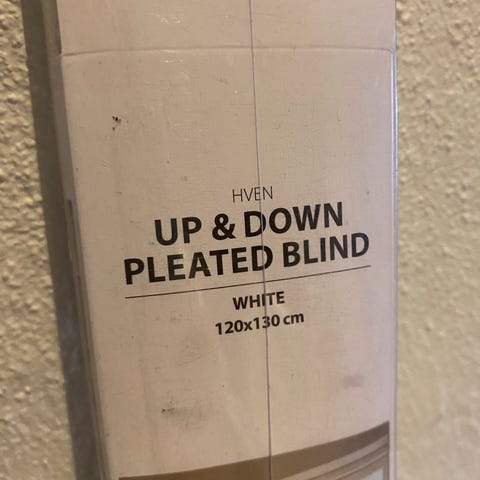 HVEN
UP & DOWN
PLEATED BLIND
WHITE
120x130 cm